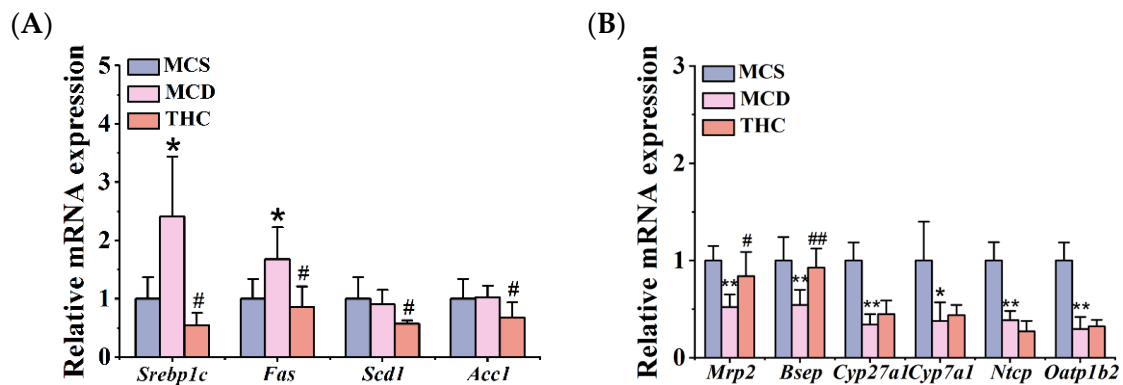 (A)
Relative mRNA expression
5
4
3
2
1
0
MCS
MCD
THC
*
#
*
#
#
#
Srebp1c Fas Scd1 Acc1
(B)
Relative mRNA expression
3
2
1
0
MCS
MCD
THC
**
#
**
##
**
*
**
**
Mrp2 Bsep Cyp27a1 Cyp7a1 Ntcp Oatp1b2